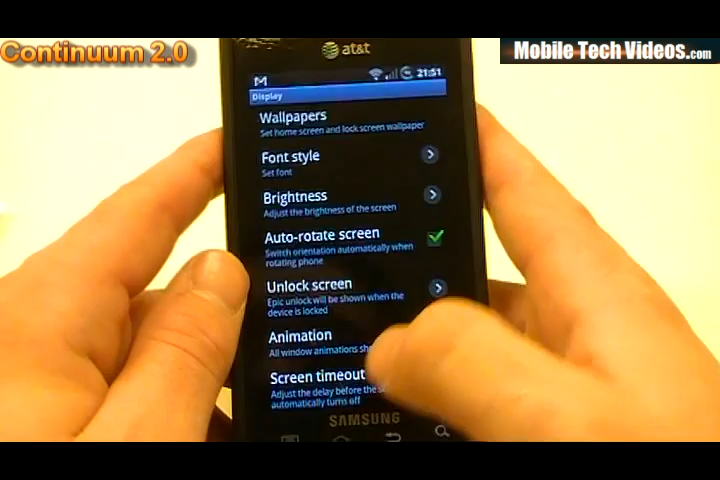 Continuum 2.0
Mobile Tech Videos.com
at&t
21:51
Display
Wallpapers
Set home screen and lock screen wallpaper
Font style
Set font
Brightness
Adjust the brightness of the screen
Auto-rotate screen
Switch orientation automatically when
rotating phone
Unlock screen
Epic unlock will be shown when the
device is locked
Animation
All window animations
Screen timeout
Adjust the delay before the
automatically turns off
SAMSUNG